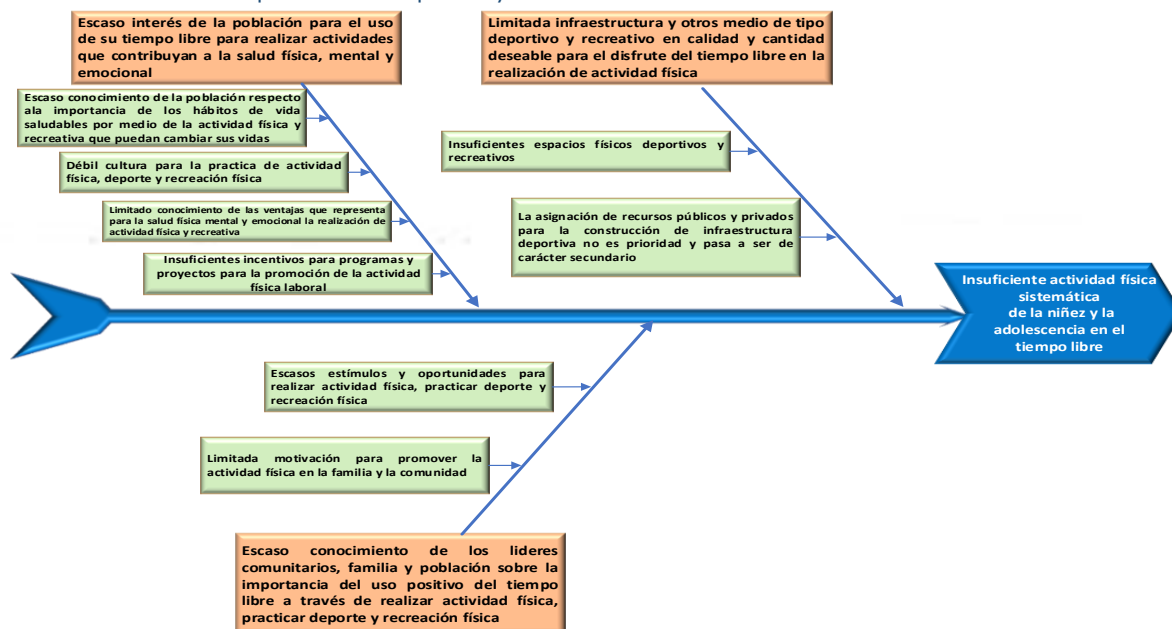 Escaso interés de la población para el uso
de su tiempo libre para realizar actividades
que contribuyan a la salud física, mental y
emocional
Escaso conocimiento de la población respecto
ala importancia de los hábitos de vida
saludables por medio de la actividad física y
recreativa que puedan cambiar sus vidas
Débil cultura para la practica de actividad
física, deporte y recreación física
Limitado conocimiento de las ventajas que representa
para la salud física mental y emocional la realización de
actividad física y recreativa
Insuficientes incentivos para programas y
proyectos para la promoción de la actividad
física laboral
Limitada infraestructura y otros medio de tipo
deportivo y recreativo en calidad y cantidad
deseable para el disfrute del tiempo libre en la
realización de actividad física
Insuficientes espacios físicos deportivos y
recreativos
La asignación de recursos públicos y privados
para la construcción de infraestructura
deportiva no es prioridad y pasa a ser de
carácter secundario
Insuficiente actividad física
sistemática
de la niñez y la
adolescencia en el
tiempo libre
Escasos estímulos y oportunidades para
realizar actividad física, practicar deporte y
recreación física
Limitada motivación para promover la
actividad física en la familia y la comunidad
Escaso conocimiento de los lideres
comunitarios, familia y población sobre la
importancia del uso positivo del tiempo
libre a través de realizar actividad física,
practicar deporte y recreación física